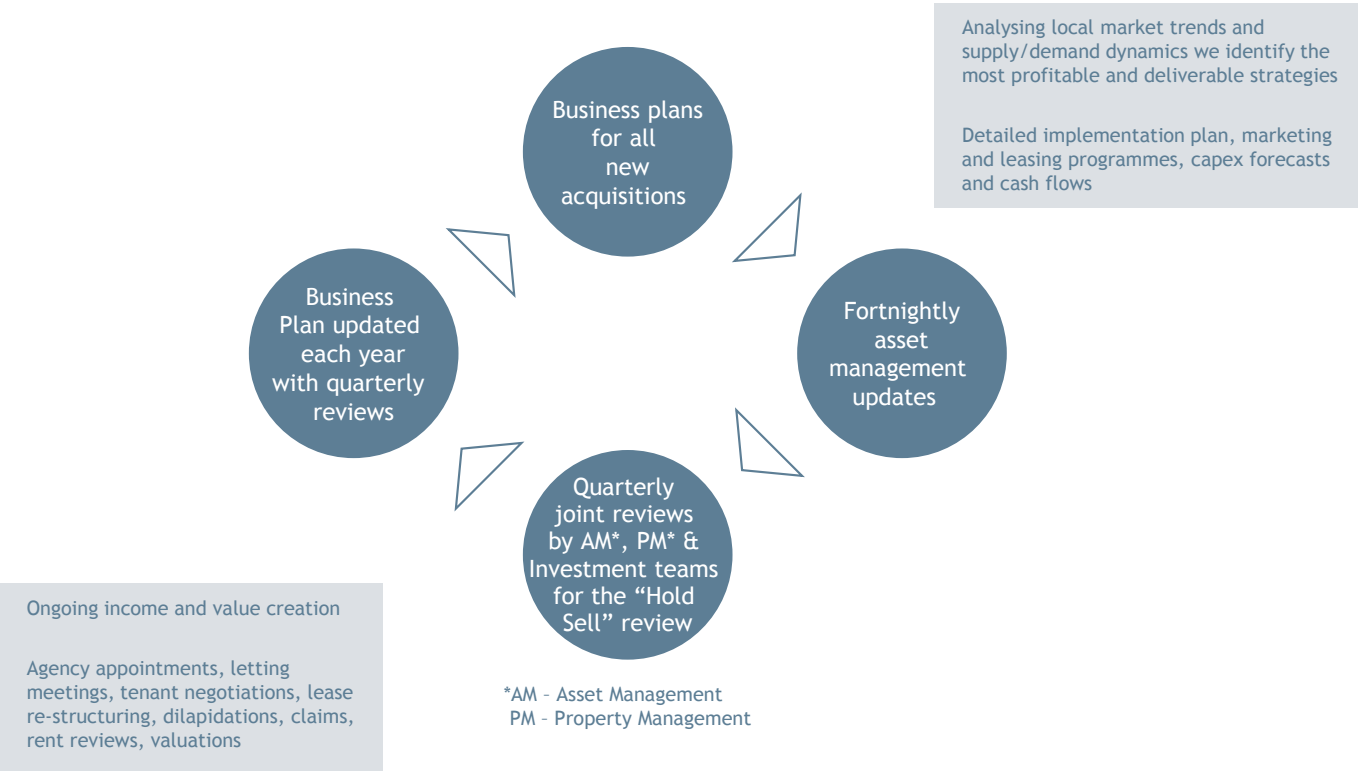 Analysing local market trends and
supply/demand dynamics we identify the
most profitable and deliverable strategies
Detailed implementation plan, marketing
and leasing programmes, capex forecasts
and cash flows
Business plans
for all
new
acquisitions
Fortnightly
asset
management
updates
Business
Plan updated
each year
with quarterly
reviews
Quarterly
joint reviews
by AM*, PM* &
Investment teams
for the “Hold
Sell” review
Ongoing income and value creation
Agency appointments, letting
meetings, tenant negotiations, lease
re-structuring, dilapidations, claims,
rent reviews, valuations
*AM – Asset Management
PM – Property Management